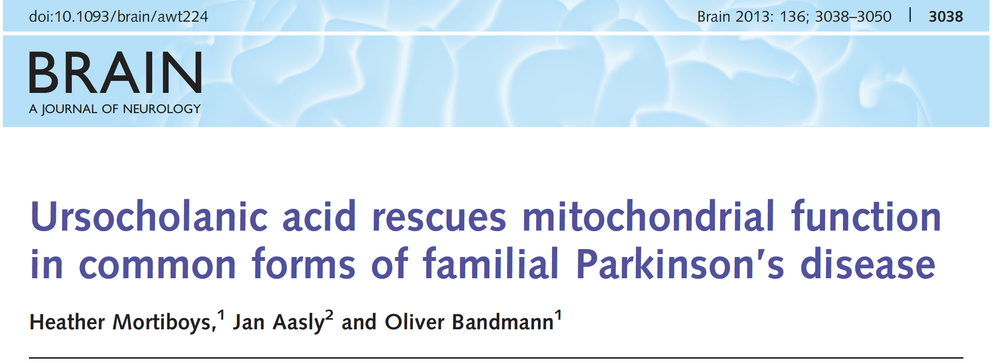 doi:10.1093/brain/awt224
Brain 2013: 136; 3038–3050 | 3038
BRAIN
A JOURNAL OF NEUROLOGY
Ursocholanic acid rescues mitochondrial function
in common forms of familial Parkinson's disease
Heather Mortiboys,¹ Jan Aasly² and Oliver Bandmann¹